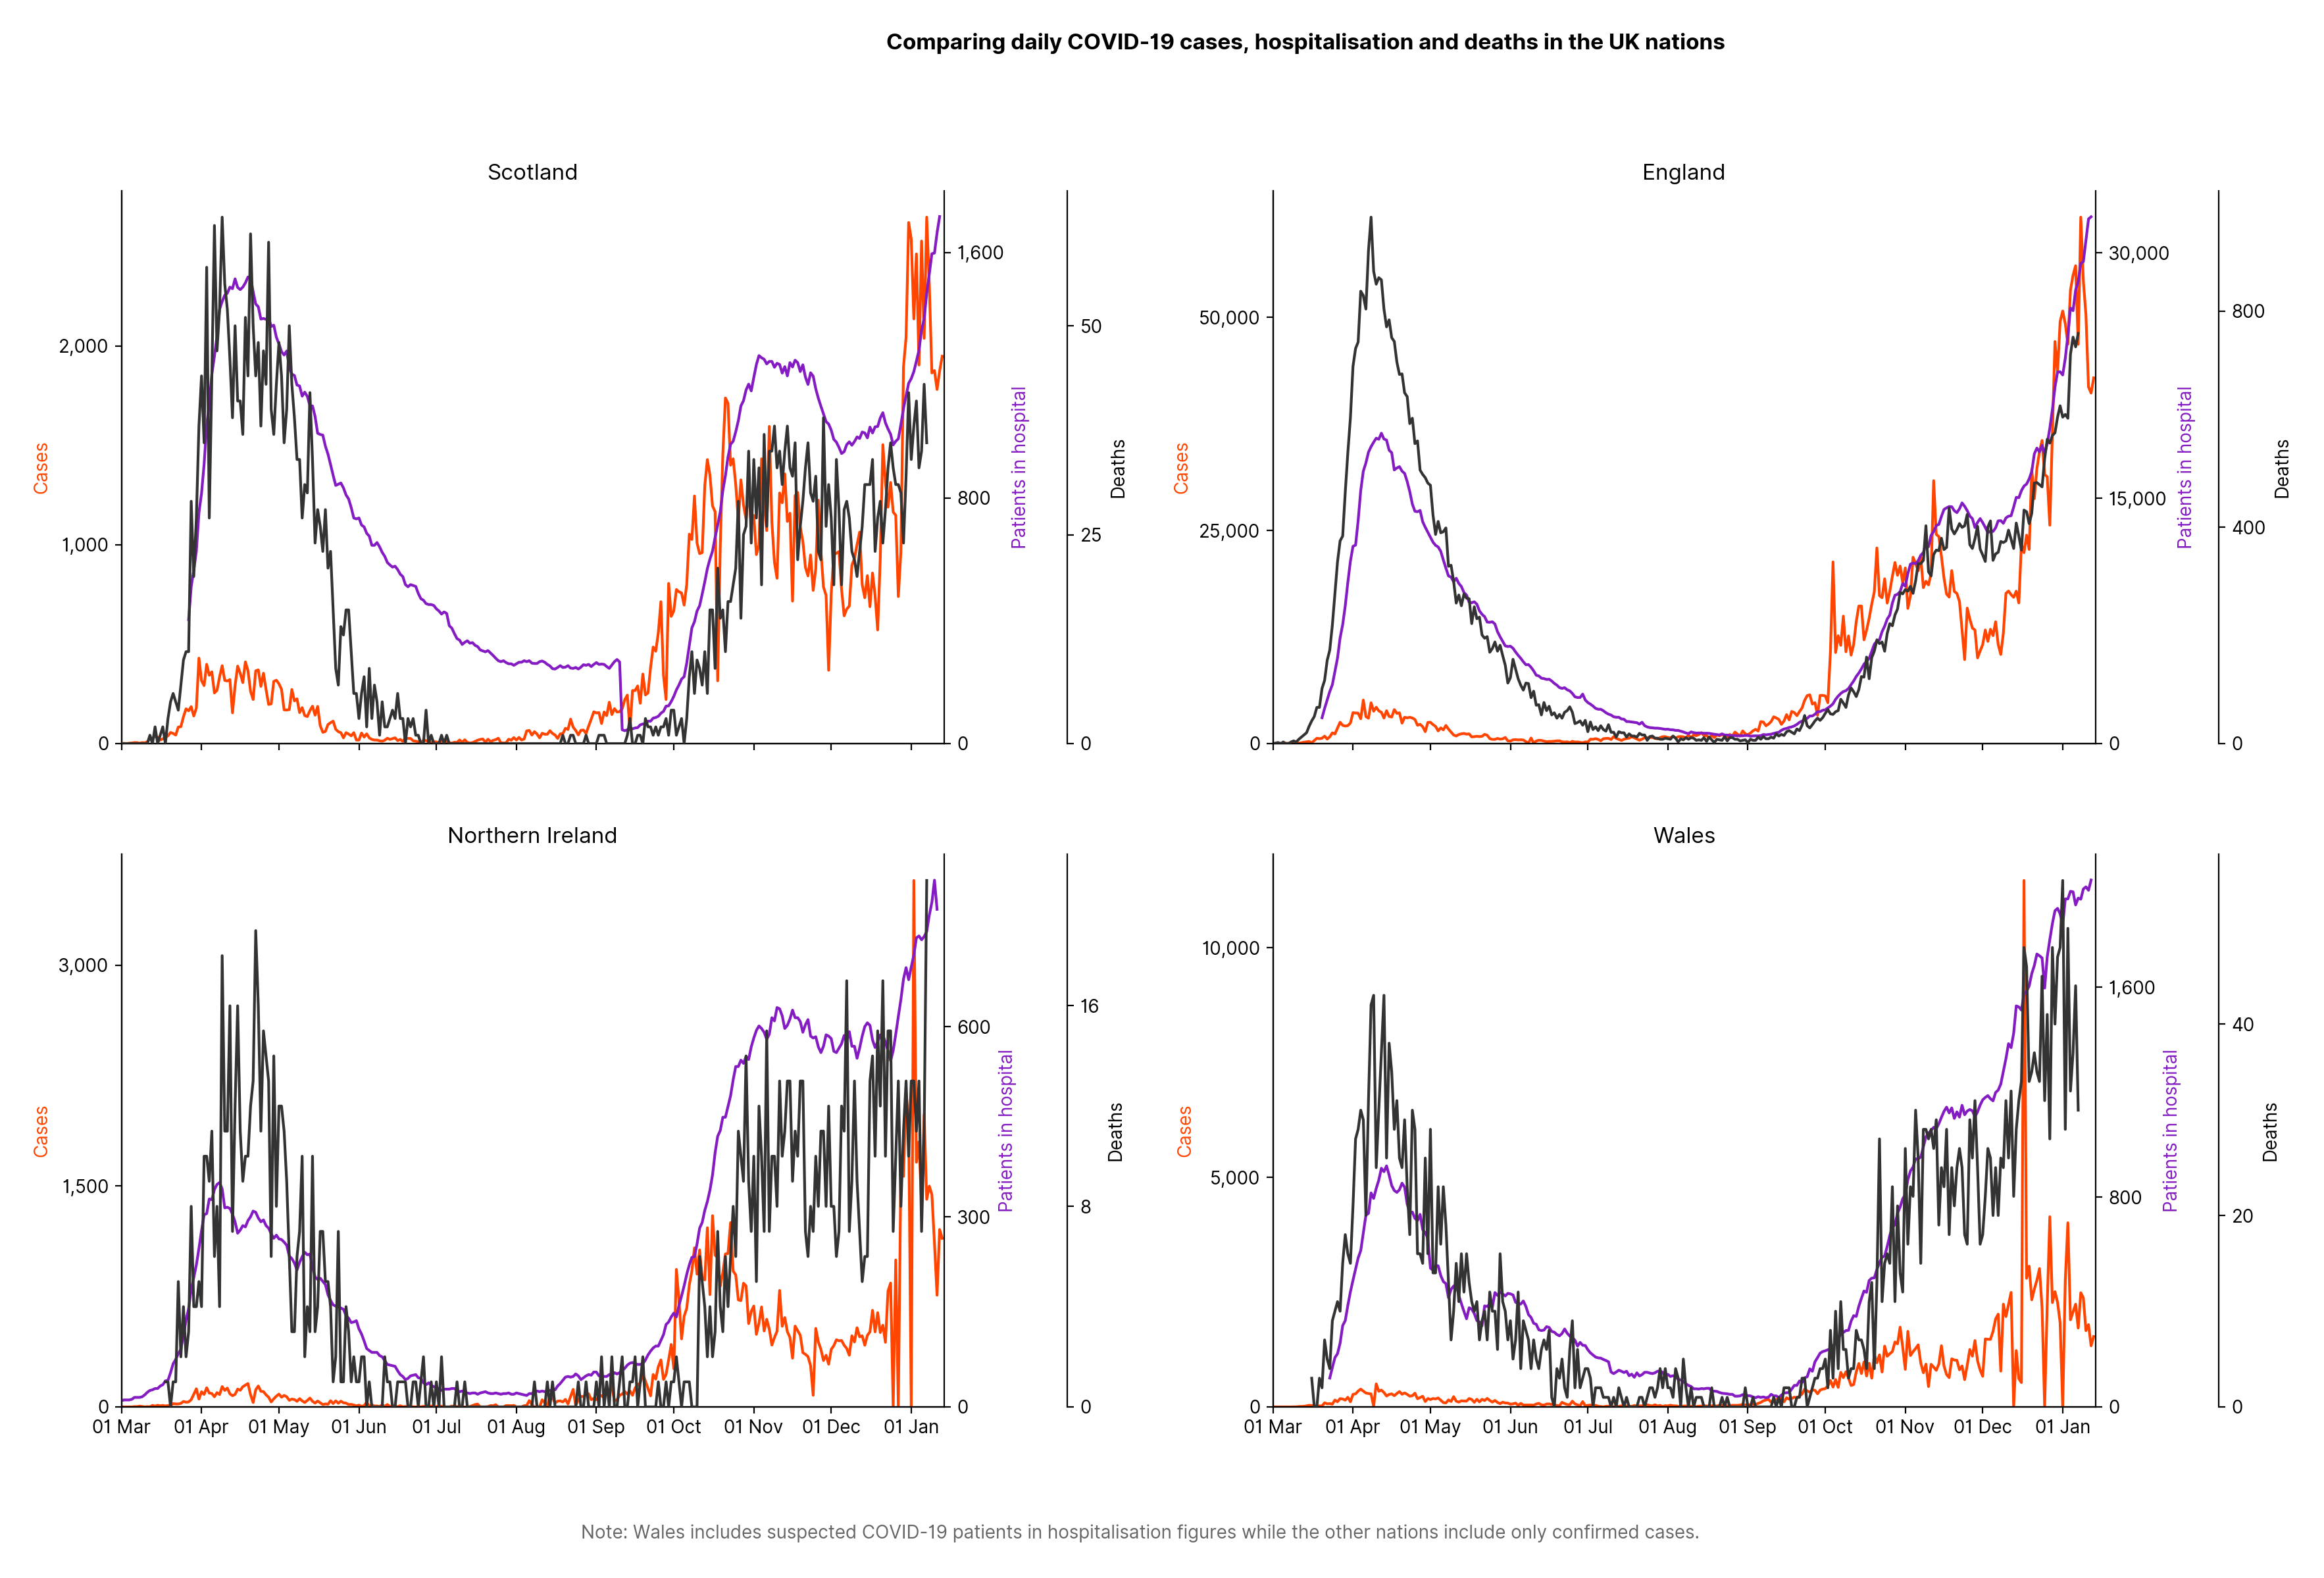 Comparing daily COVID-19 cases, hospitalisation and deaths in the UK nations
Scotland
Cases
2,000
1,000
0
1,600
800
0
Patients in hospital
50
25
0
Deaths
England
Cases
50,000
25,000
0
30,000
15,000
0
Patients in hospital
800
400
0
Deaths
Northern Ireland
Cases
3,000
1,500
0
600
300
0
Patients in hospital
16
8
0
Deaths
01 Mar 01 Apr 01 May 01 Jun 01 Jul 01 Aug 01 Sep 01 Oct 01 Nov 01 Dec 01 Jan
Wales
Cases
10,000
5,000
0
1,600
800
0
Patients in hospital
40
20
0
Deaths
01 Mar 01 Apr 01 May 01 Jun 01 Jul 01 Aug 01 Sep 01 Oct 01 Nov 01 Dec 01 Jan
Note: Wales includes suspected COVID-19 patients in hospitalisation figures while the other nations include only confirmed cases.